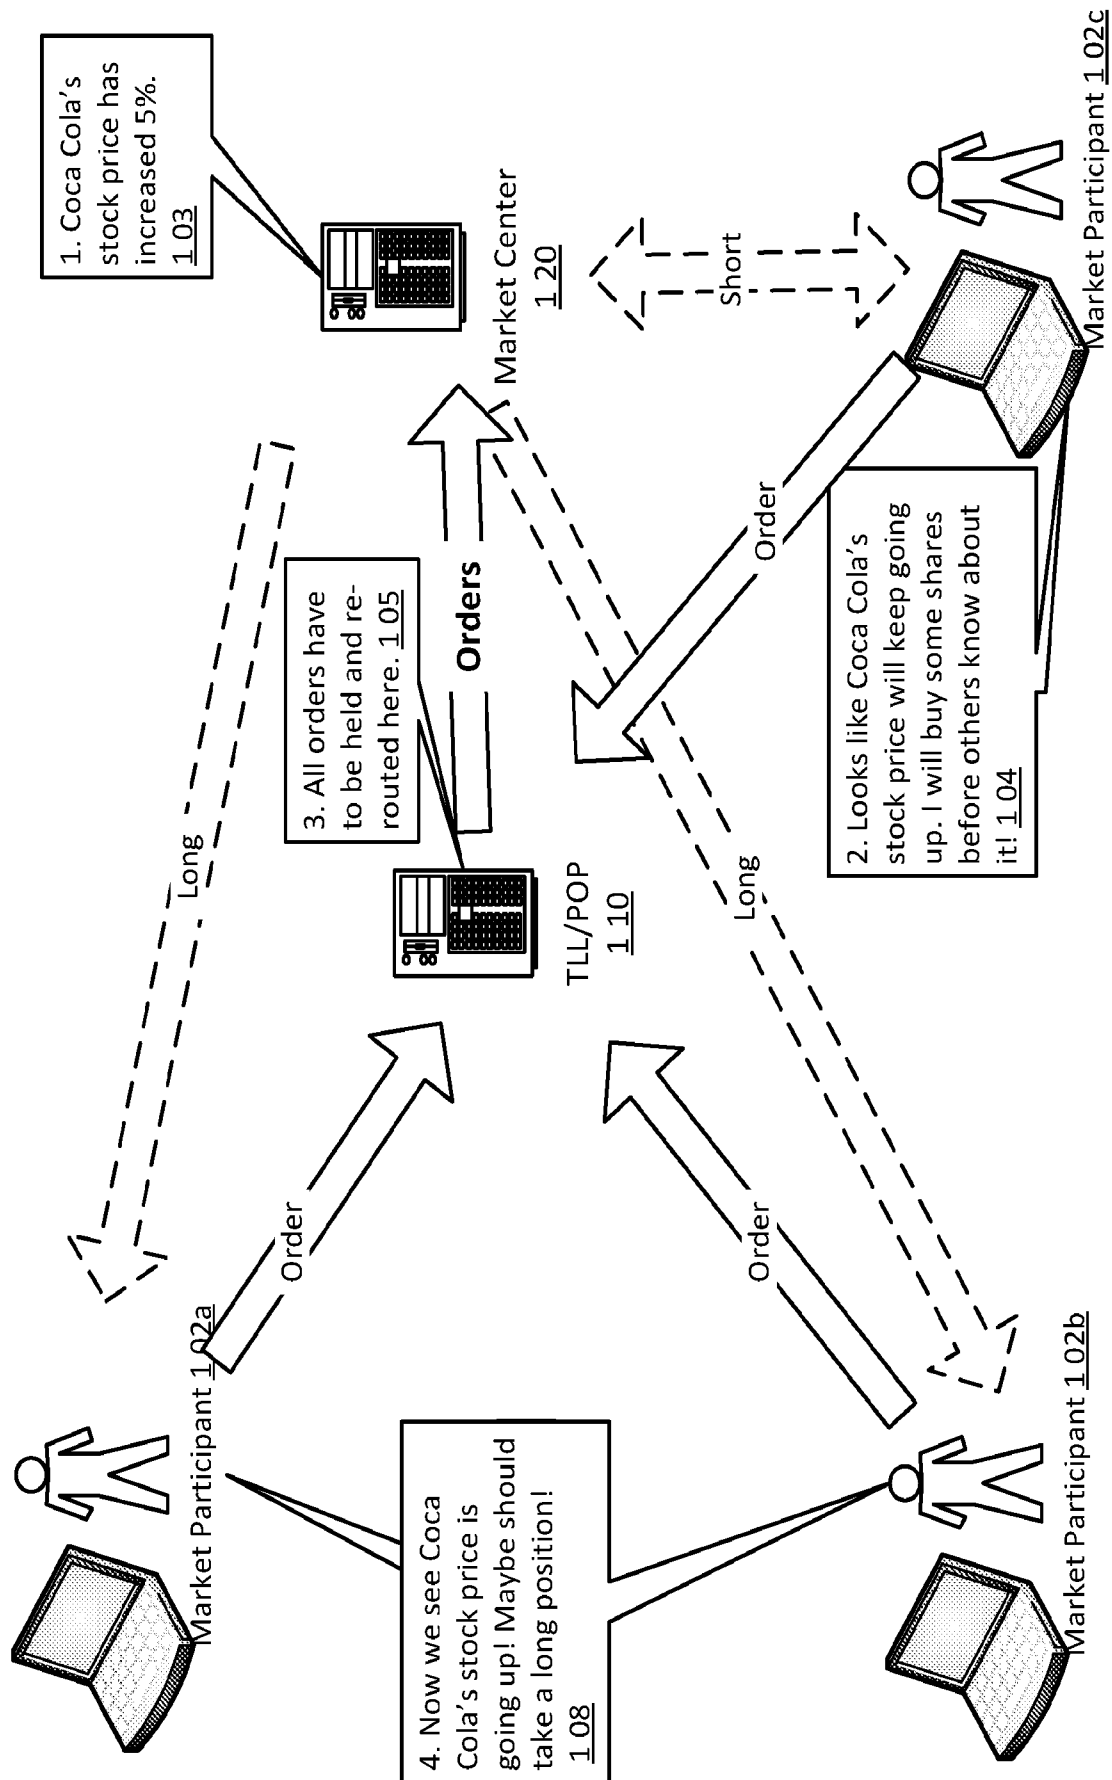 1. Coca Cola's
stock price has
increased 5%.
1 03
Market Center
1 20
Long
3. All orders have
to be held and re-
routed here. 1 05
Orders
TLL/POP
1 10
Short
Order
Long
Market Participant 1 02c
2. Looks like Coca Cola's
stock price will keep going
up. I will buy some shares
before others know about
it! 1 04
Market Participant 1 02a
Order
4. Now we see Coca
Cola's stock price is
going up! Maybe should
take a long position!
1 08
Order
Market Participant 1 02b